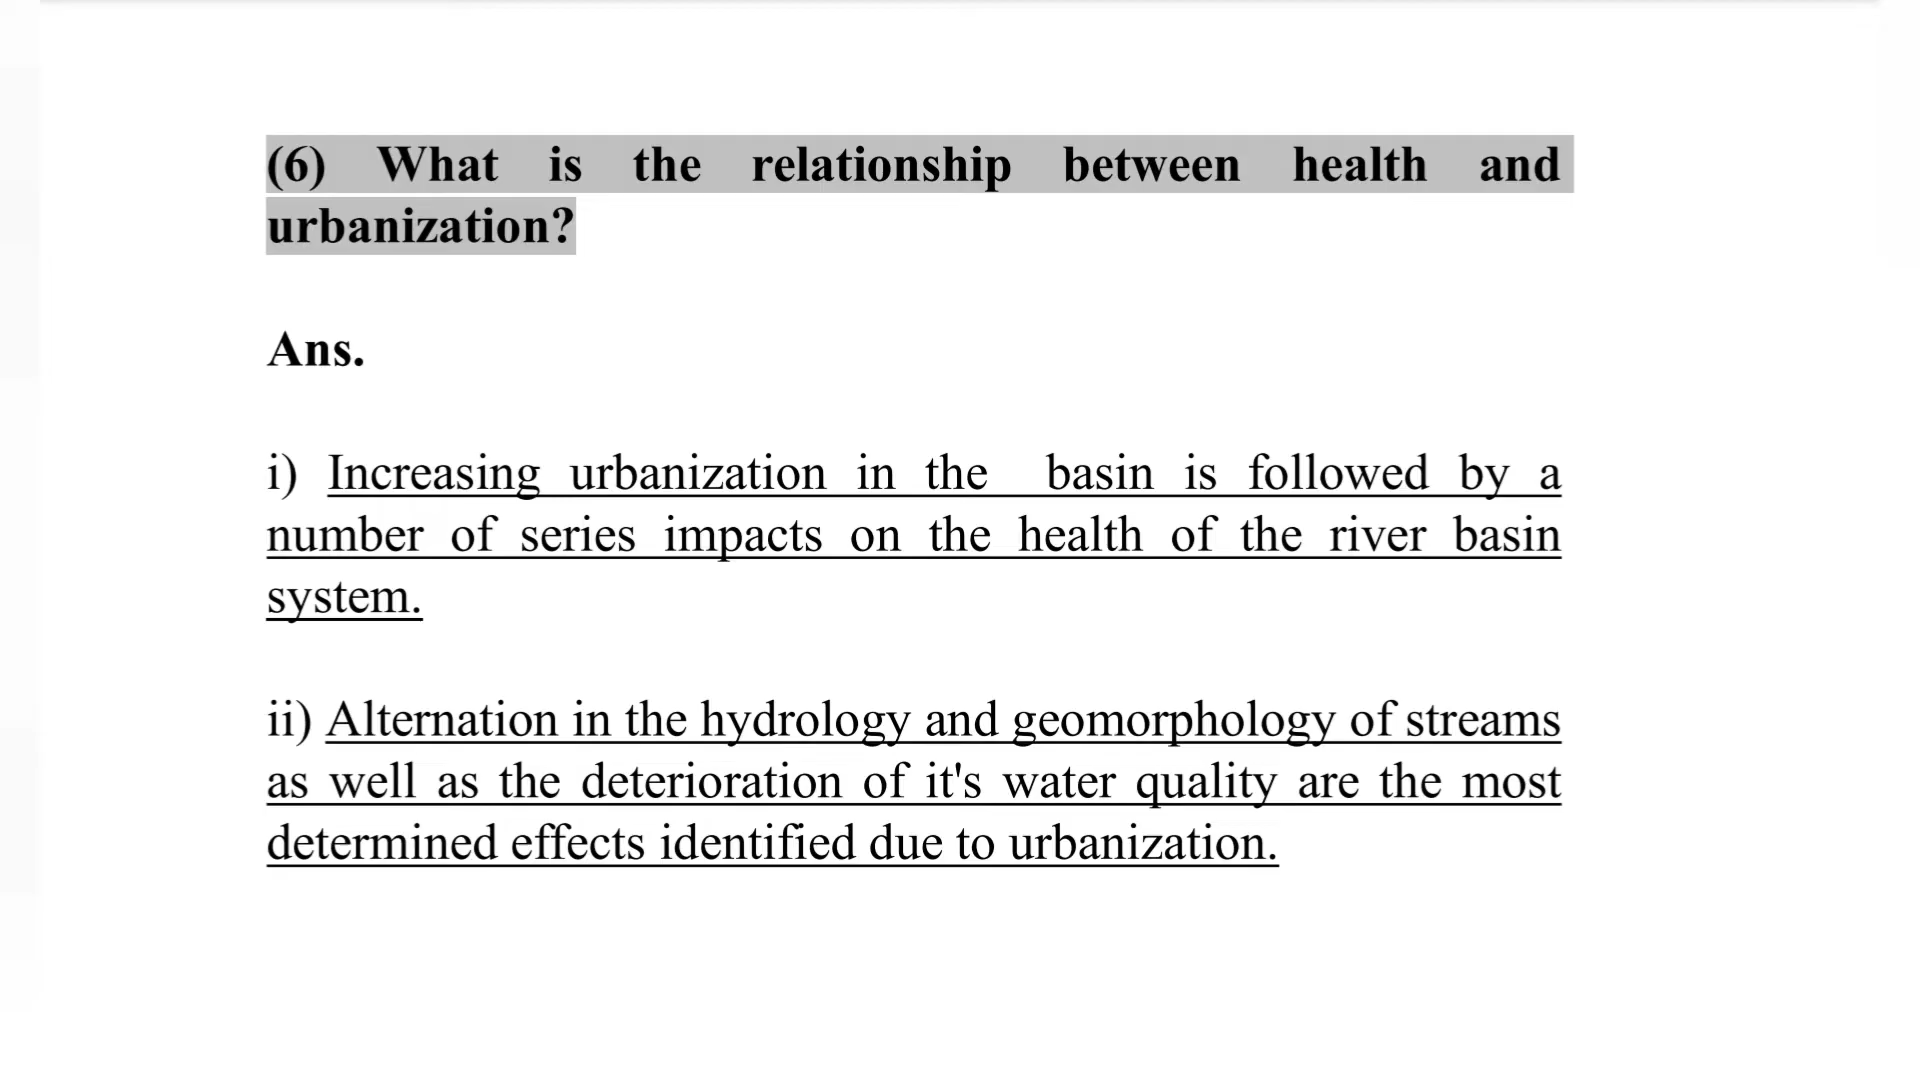 (6) What is the relationship between health and
urbanization?
Ans.
i) Increasing urbanization in the basin is followed by a
number of series impacts on the health of the river basin
system.
ii) Alternation in the hydrology and geomorphology of streams
as well as the deterioration of it's water quality are the most
determined effects identified due to urbanization.